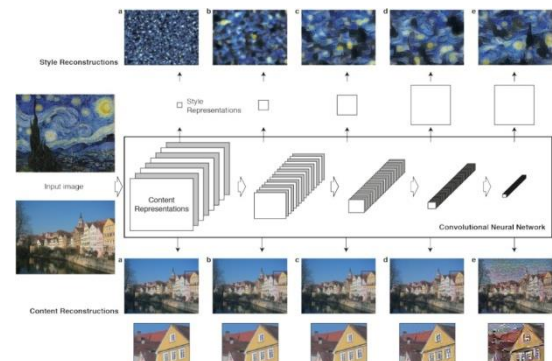 a b c d e
Style Reconstructions
Style
Representations
Input image
Content
Representations
Convolutional Neural Network
a b c d e
Content Reconstructions